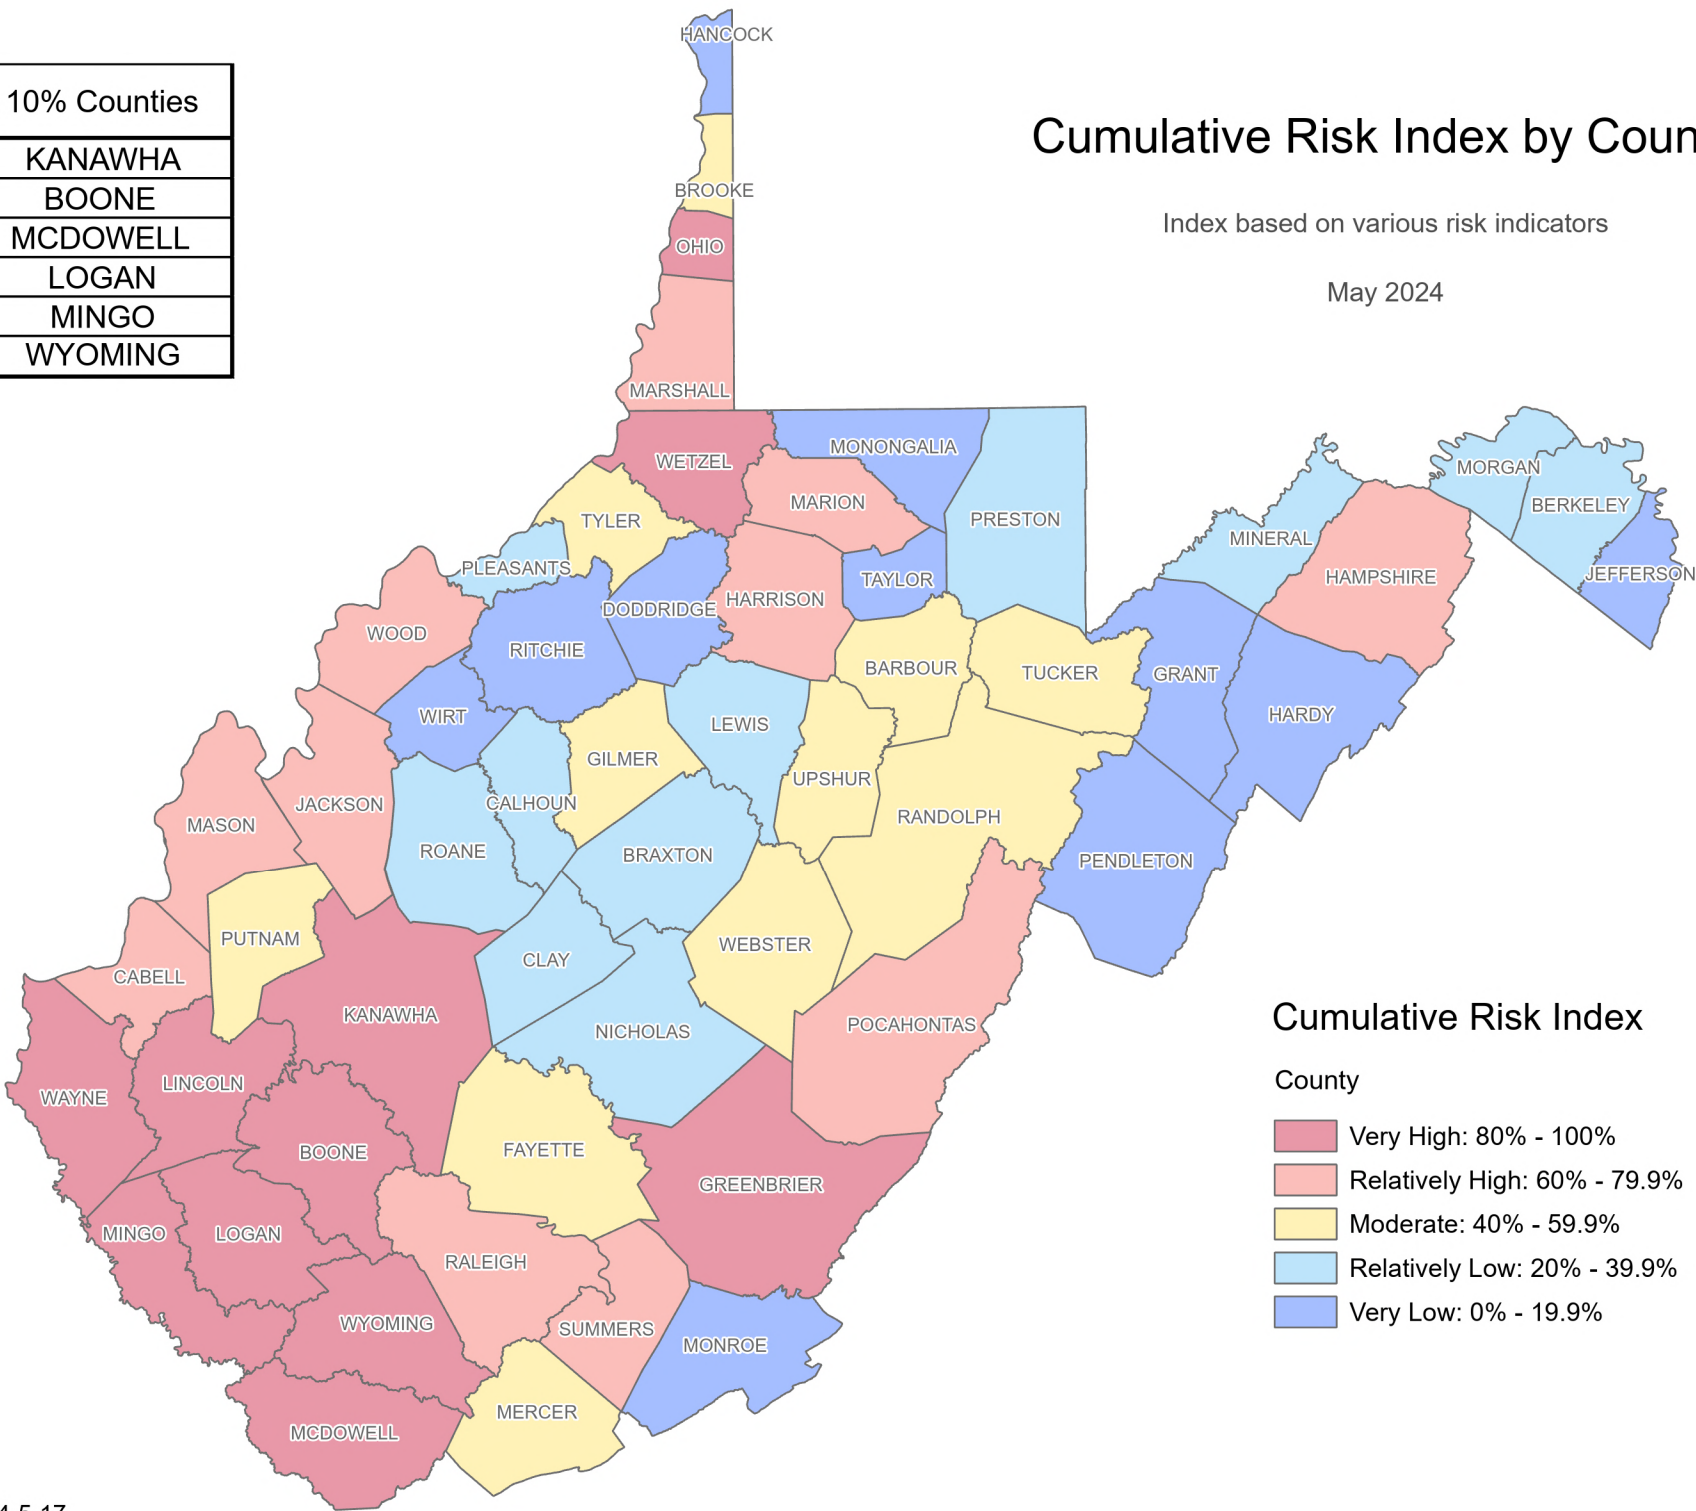 10% Counties
KANAWHA
BOONE
MCDOWELL
LOGAN
MINGO
WYOMING
Cumulative Risk Index by Coun
Index based on various risk indicators
May 2024
HANCOCK
BROOKE
OHIO
MARSHALL
WETZEL
MONONGALIA
MARION
PRESTON
TYLER
PLEASANTS
TAYLOR
DODDRIDGE
HARRISON
MORGAN
BERKELEY
MINERAL
HAMPSHIRE
JEFFERSON
WOOD
RITCHIE
BARBOUR
TUCKER
GRANT
HARDY
WIRT
LEWIS
GILMER
UPSHUR
CALHOUN
JACKSON
MASON
ROANE
BRAXTON
RANDOLPH
PENDLETON
PUTNAM
WEBSTER
CLAY
CABELL
KANAWHA
NICHOLAS
POCAHONTAS
LINCOLN
WAYNE
BOONE
FAYETTE
GREENBRIER
MINGO
LOGAN
RALEIGH
WYOMING
SUMMERS
MONROE
MERCER
MCDOWELL
Cumulative Risk Index
County
Very High: 80% - 100%
Relatively High: 60% - 79.9%
Moderate: 40% - 59.9%
Relatively Low: 20% - 39.9%
Very Low: 0% - 19.9%